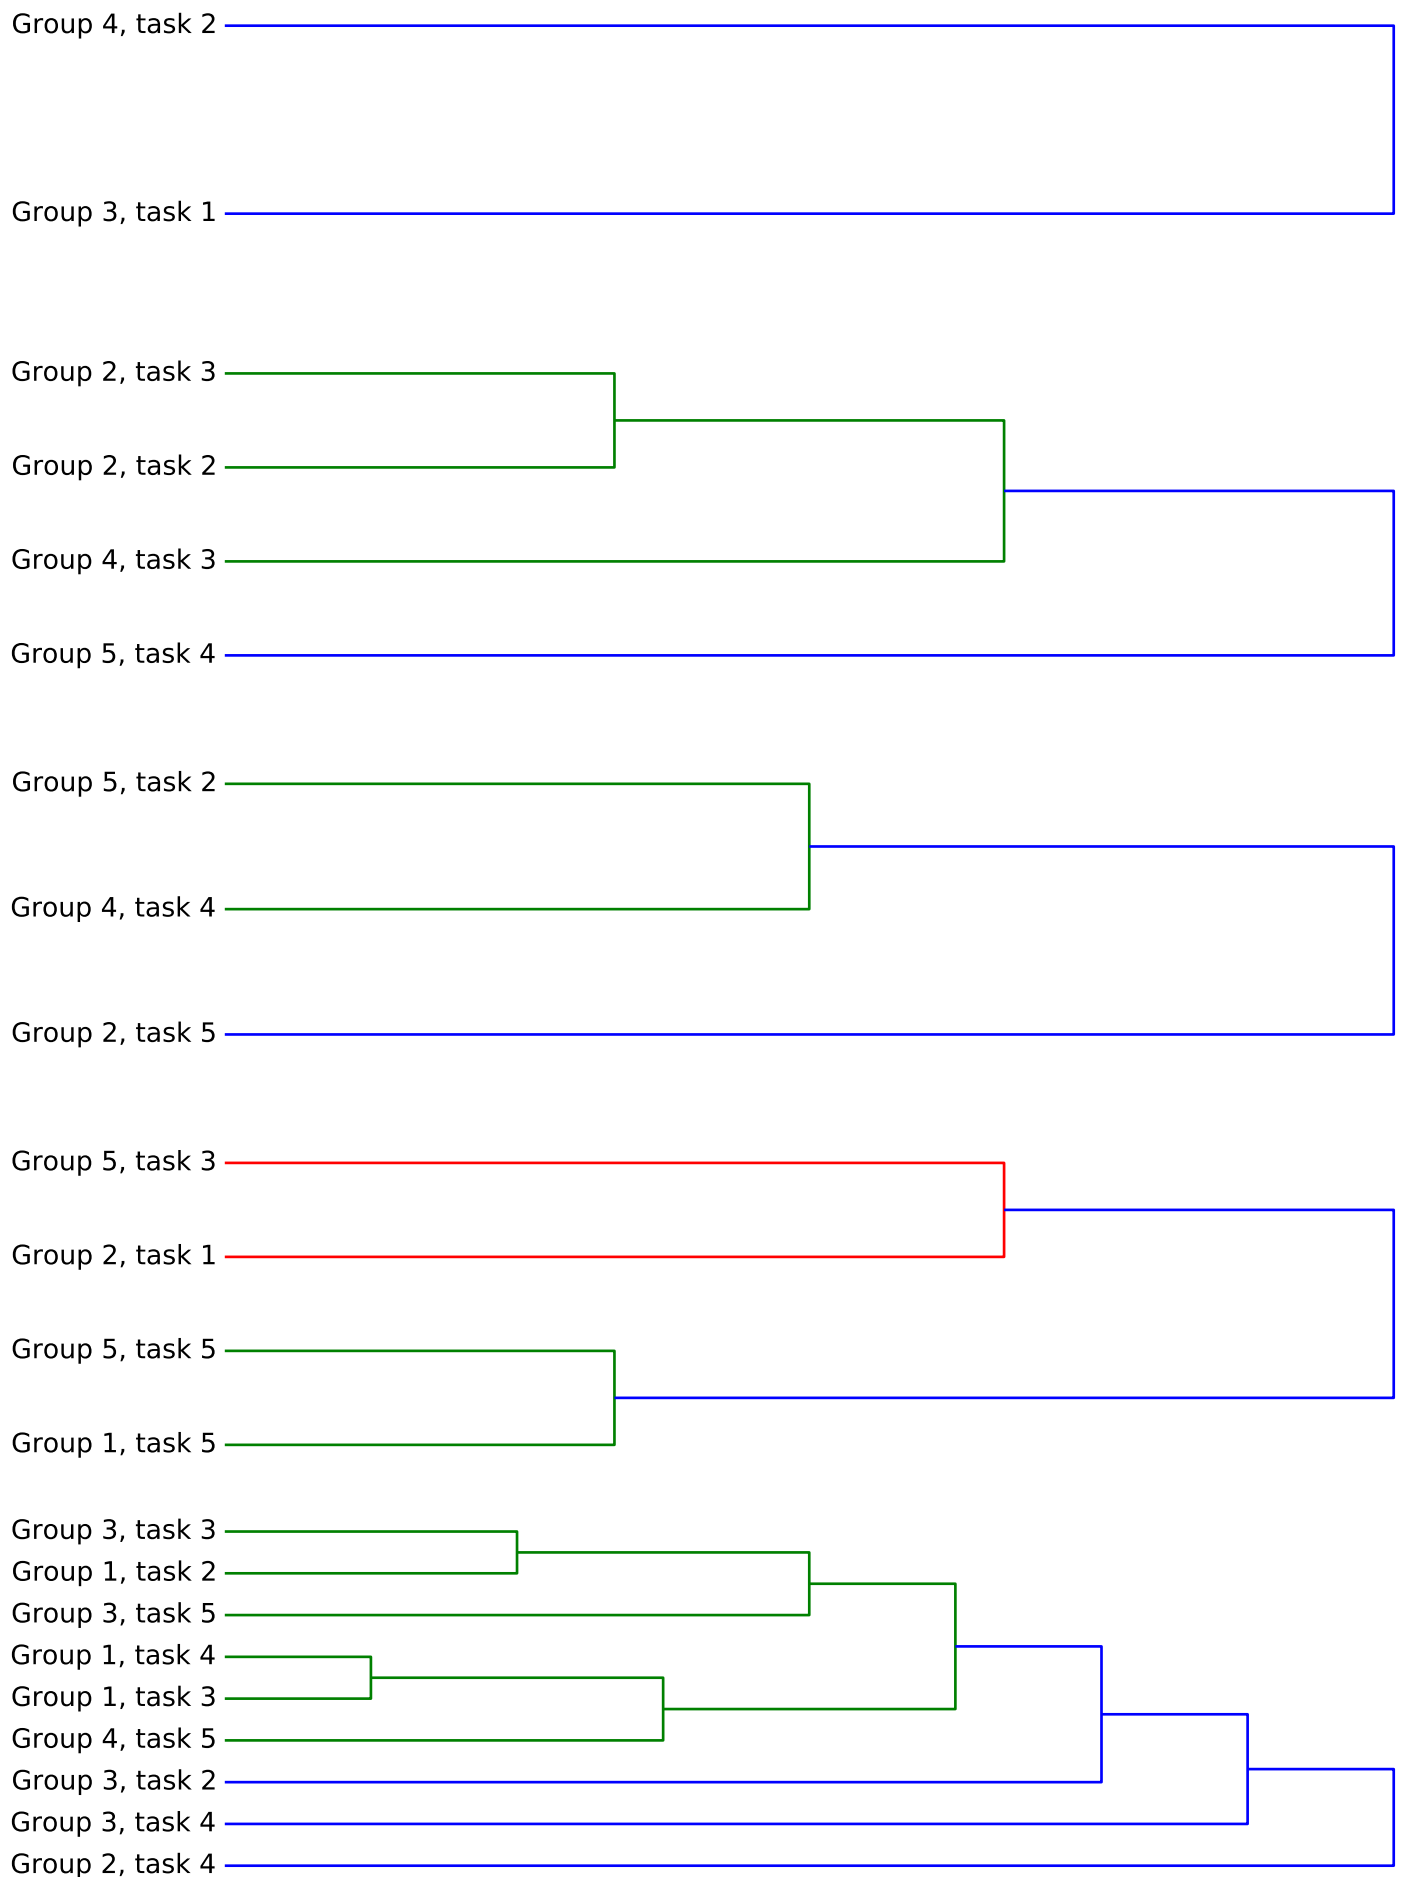 Group 4, task 2
Group 3, task 1
Group 2, task 3
Group 2, task 2
Group 4, task 3
Group 5, task 4
Group 5, task 2
Group 4, task 4
Group 2, task 5
Group 5, task 3
Group 2, task 1
Group 5, task 5
Group 1, task 5
Group 3, task 3
Group 1, task 2
Group 3, task 5
Group 1, task 4
Group 1, task 3
Group 4, task 5
Group 3, task 2
Group 3, task 4
Group 2, task 4